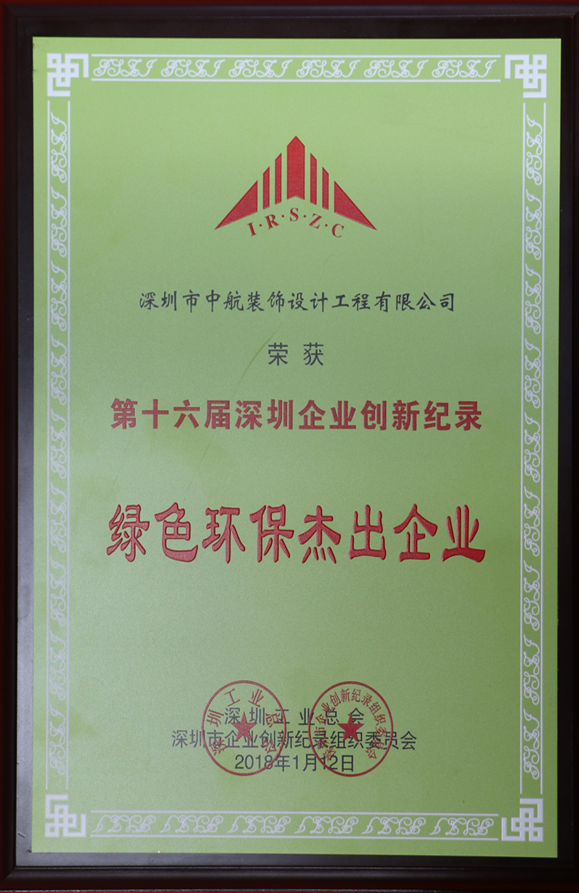 I·R·S·Z·C
深圳市中航装饰设计工程有限公司
荣获
第十六届深圳企业创新纪录
绿色环保杰出企业
深圳工业总会
深圳市企业创新纪录组织委员会
2018年1月12日